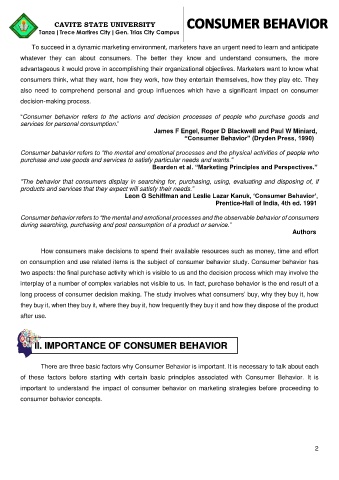 CAVITE STATE UNIVERSITY
Tanza | Trece Martires City | Gen. Trias City Campus
CONSUMER BEHAVIOR
To succeed in a dynamic marketing environment, marketers have an urgent need to learn and anticipate
whatever they can about consumers. The better they know and understand consumers, the more
advantageous it would prove in accomplishing their organizational objectives. Marketers want to know what
consumers think, what they want, how they work, how they entertain themselves, how they play etc. They
also need to comprehend personal and group influences which have a significant impact on consumer
decision-making process.
“Consumer behavior refers to the actions and decision processes of people who purchase goods and
services for personal consumption.”
James F Engel, Roger D Blackwell and Paul W Miniard,
“Consumer Behavior” (Dryden Press, 1990)
Consumer behavior refers to “the mental and emotional processes and the physical activities of people who
purchase and use goods and services to satisfy particular needs and wants.”
Bearden et al. “Marketing Principles and Perspectives.”
“The behavior that consumers display in searching for, purchasing, using, evaluating and disposing of, if
products and services that they expect will satisfy their needs.”
Leon G Schiffman and Leslie Lazar Kanuk, ‘Consumer Behavior’,
Prentice-Hall of India, 4th ed. 1991
Consumer behavior refers to “the mental and emotional processes and the observable behavior of consumers
during searching, purchasing and post consumption of a product or service.”
Authors
How consumers make decisions to spend their available resources such as money, time and effort
on consumption and use related items is the subject of consumer behavior study. Consumer behavior has
two aspects: the final purchase activity which is visible to us and the decision process which may involve the
interplay of a number of complex variables not visible to us. In fact, purchase behavior is the end result of a
long process of consumer decision making. The study involves what consumers’ buy, why they buy it, how
they buy it, when they buy it, where they buy it, how frequently they buy it and how they dispose of the product
after use.
II. IMPORTANCE OF CONSUMER BEHAVIOR
There are three basic factors why Consumer Behavior is important. It is necessary to talk about each
of these factors before starting with certain basic principles associated with Consumer Behavior. It is
important to understand the impact of consumer behavior on marketing strategies before proceeding to
consumer behavior concepts.
2